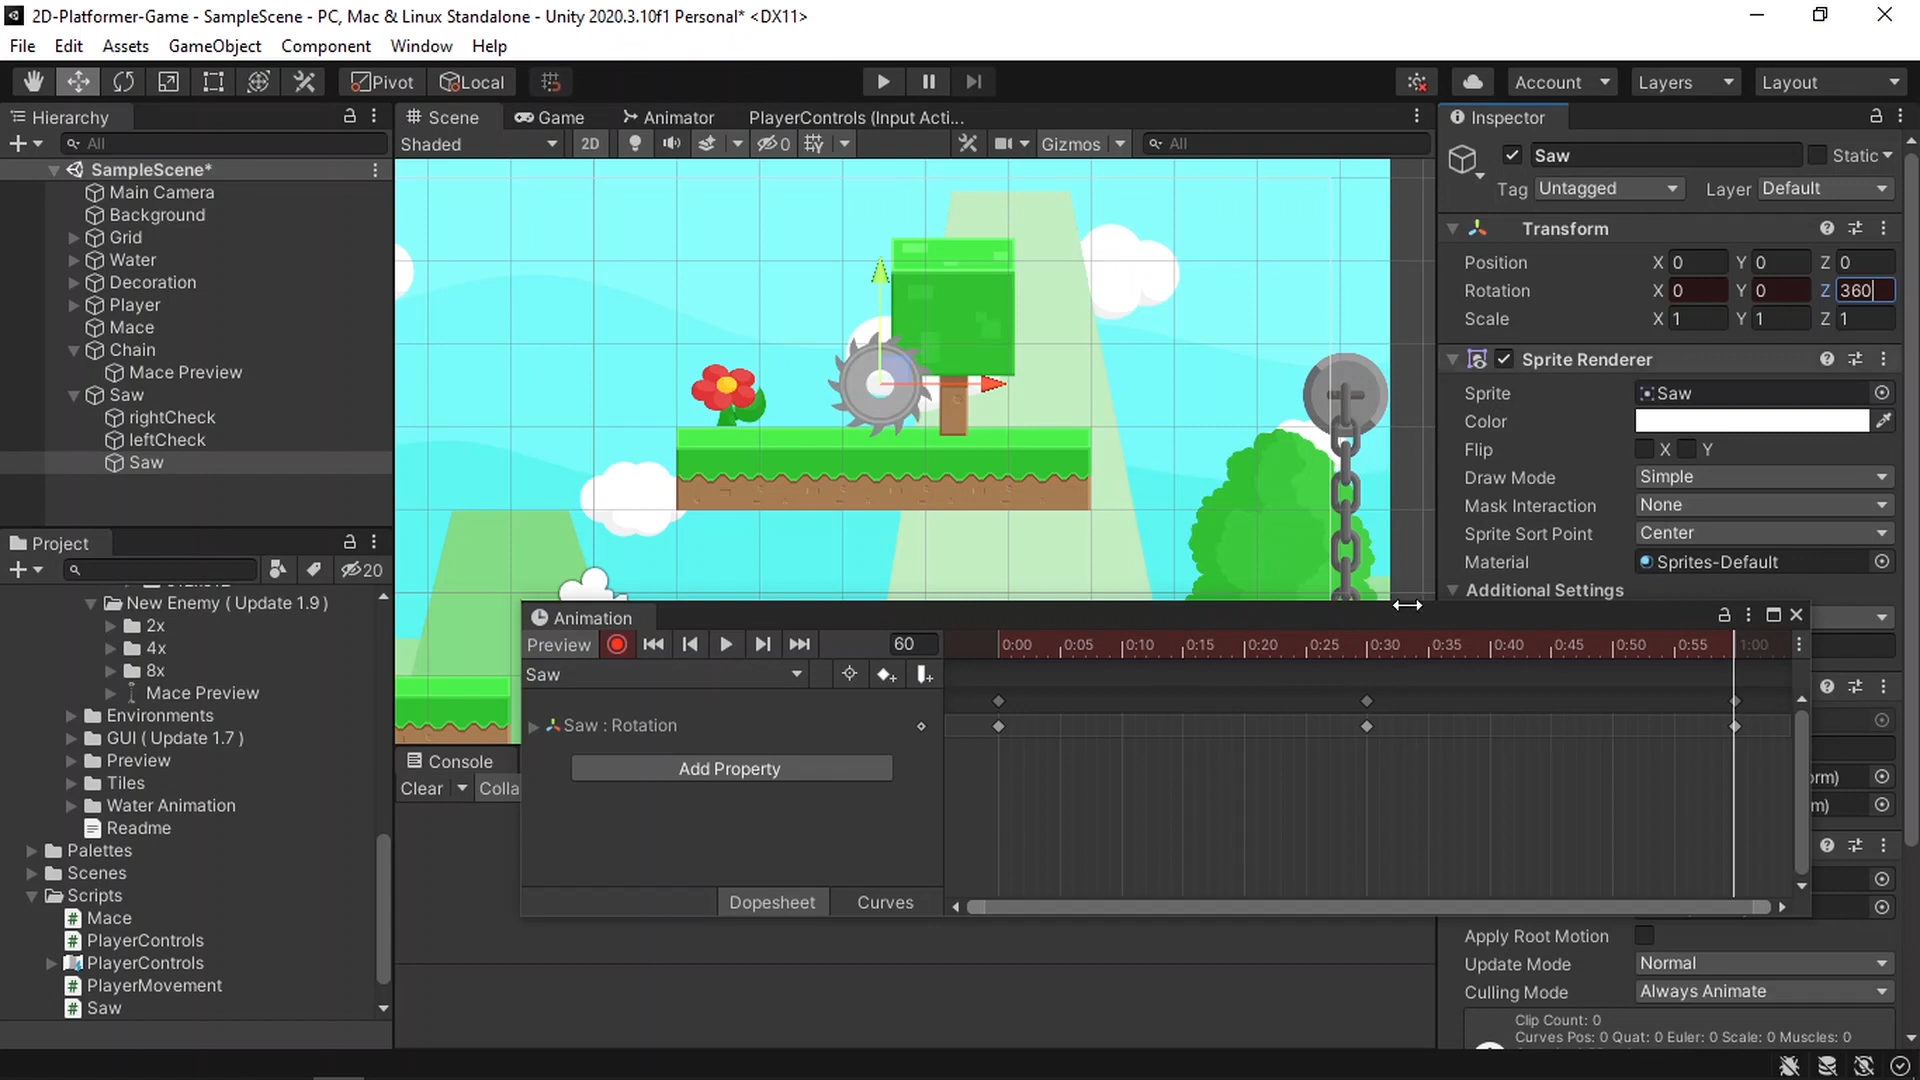 2D-Platformer-Game - SampleScene - PC, Mac & Linux Standalone - Unity 2020.3.10f1 Personal* <DX11>
File Edit Assets GameObject Component Window Help
Pivot Local Account Layers Layout
Hierarchy
All
SampleScene*
Main Camera
Background
Grid
Water
Decoration
Player
Mace
Chain
Mace Preview
Saw
rightCheck
leftCheck
Saw
Project
20
New Enemy ( Update 1.9 )
2x
4x
8x
Mace Preview
Environments
GUI ( Update 1.7 )
Preview
Tiles
Water Animation
Readme
Palettes
Scenes
Scripts
Mace
PlayerControls
PlayerControls
PlayerMovement
Saw
Scene Game Animator PlayerControls (Input Acti...
Shaded 2D 0 Gizmos All
Console
Clear Colla
Animation
Preview 60 0:00 0:05 0:10 0:15 0:20 0:25 0:30 0:35 0:40 0:45 0:50 0:55 1:00
Saw
Saw : Rotation
Add Property
Dopesheet Curves
Inspector
Saw Static
Tag Untagged Layer Default
Transform
Position X 0 Y 0 Z 0
Rotation X 0 Y 0 Z 360
Scale X 1 Y 1 Z 1
Sprite Renderer
Sprite Saw
Color
Flip X Y
Draw Mode Simple
Mask Interaction None
Sprite Sort Point Center
Material Sprites-Default
Additional Settings
Apply Root Motion
Update Mode Normal
Culling Mode Always Animate
Clip Count: 0
Curves Pos: 0 Quat: 0 Euler: 0 Scale: 0 Muscles: 0